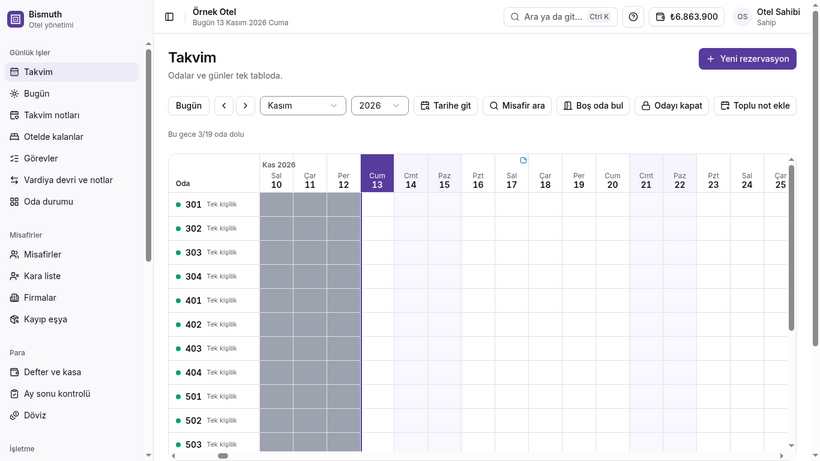 Bismuth
Otel yönetimi
Günlük işler
Takvim
Bugün
Takvim notları
Otelde kalanlar
Görevler
Vardiya devri ve notlar
Oda durumu
Misafirler
Misafirler
Kara liste
Firmalar
Kayıp eşya
Para
Defter ve kasa
Ay sonu kontrolü
Döviz
İşletme
Örnek Otel
Bugün 13 Kasım 2026 Cuma
Ara ya da git... Ctrl K
₺6.863.900
OS
Otel Sahibi
Sahip
Takvim
Odalar ve günler tek tabloda.
Yeni rezervasyon
Bugün
Kasım
2026
Tarihe git
Misafir ara
Boş oda bul
Odayı kapat
Toplu not ekle
Bu gece 3/19 oda dolu
Kas 2026
Oda
Sal 10
Çar 11
Per 12
Cum 13
Cmt 14
Paz 15
Pzt 16
Sal 17
Çar 18
Per 19
Cum 20
Cmt 21
Paz 22
Pzt 23
Sal 24
Çar 25
301 Tek kişilik
302 Tek kişilik
303 Tek kişilik
304 Tek kişilik
401 Tek kişilik
402 Tek kişilik
403 Tek kişilik
404 Tek kişilik
501 Tek kişilik
502 Tek kişilik
503 Tek kişilik